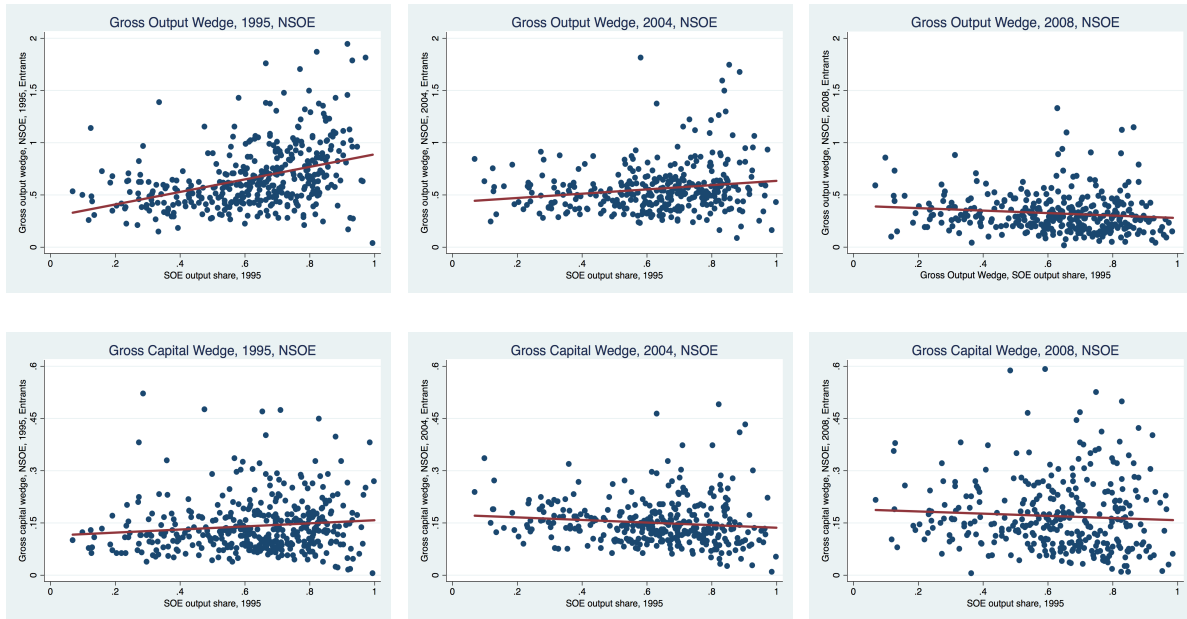 Gross Output Wedge, 1995, NSOE
Gross output wedge, NSOE, 1995, Entrants
2
1.5
1
.5
0
0 .2 .4 .6 .8 1
SOE output share, 1995
Gross Output Wedge, 2004, NSOE
Gross output wedge, NSOE, 2004, Entrants
2
1.5
1
.5
0
0 .2 .4 .6 .8 1
SOE output share, 1995
Gross Output Wedge, 2008, NSOE
Gross output wedge, NSOE, 2008, Entrants
2
1.5
1
.5
0
0 .2 .4 .6 .8 1
Gross Output Wedge, SOE output share, 1995
Gross Capital Wedge, 1995, NSOE
Gross capital wedge, NSOE, 1995, Entrants
.6
.45
.3
.15
0
0 .2 .4 .6 .8 1
SOE output share, 1995
Gross Capital Wedge, 2004, NSOE
Gross capital wedge, NSOE, 2004, Entrants
.6
.45
.3
.15
0
0 .2 .4 .6 .8 1
SOE output share, 1995
Gross Capital Wedge, 2008, NSOE
Gross capital wedge, NSOE, 2008, Entrants
.6
.45
.3
.15
0
0 .2 .4 .6 .8 1
SOE output share, 1995